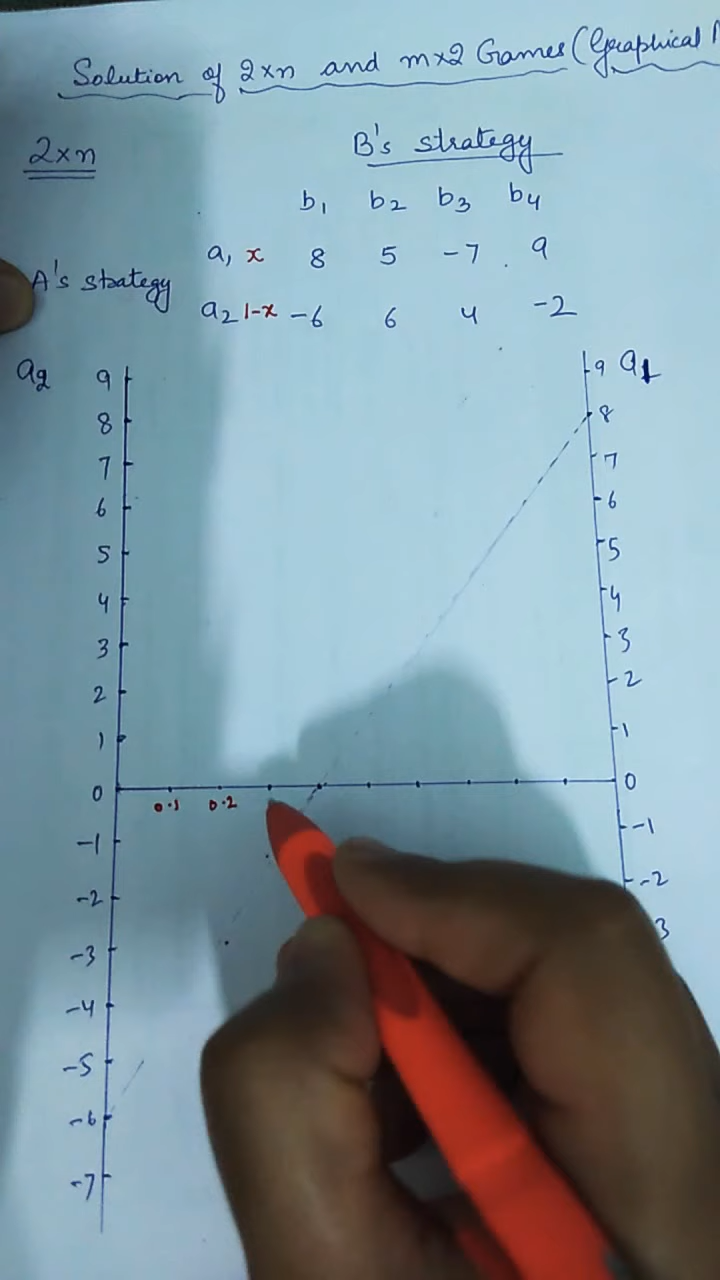 Solution of 2×n and m×2 Games (Graphical
2×n
B's strategy
b1 b2 b3 b4
A's strategy
a1 x 8 5 -7 9
a2 1-x -6 6 4 -2
a2 9 9 a1
8 8
7 7
6 6
5 5
4 4
3 3
2 2
1 1
0 0.1 0.2 0
-1 -1
-2 -2
-3 3
-4
-5
-6
-7